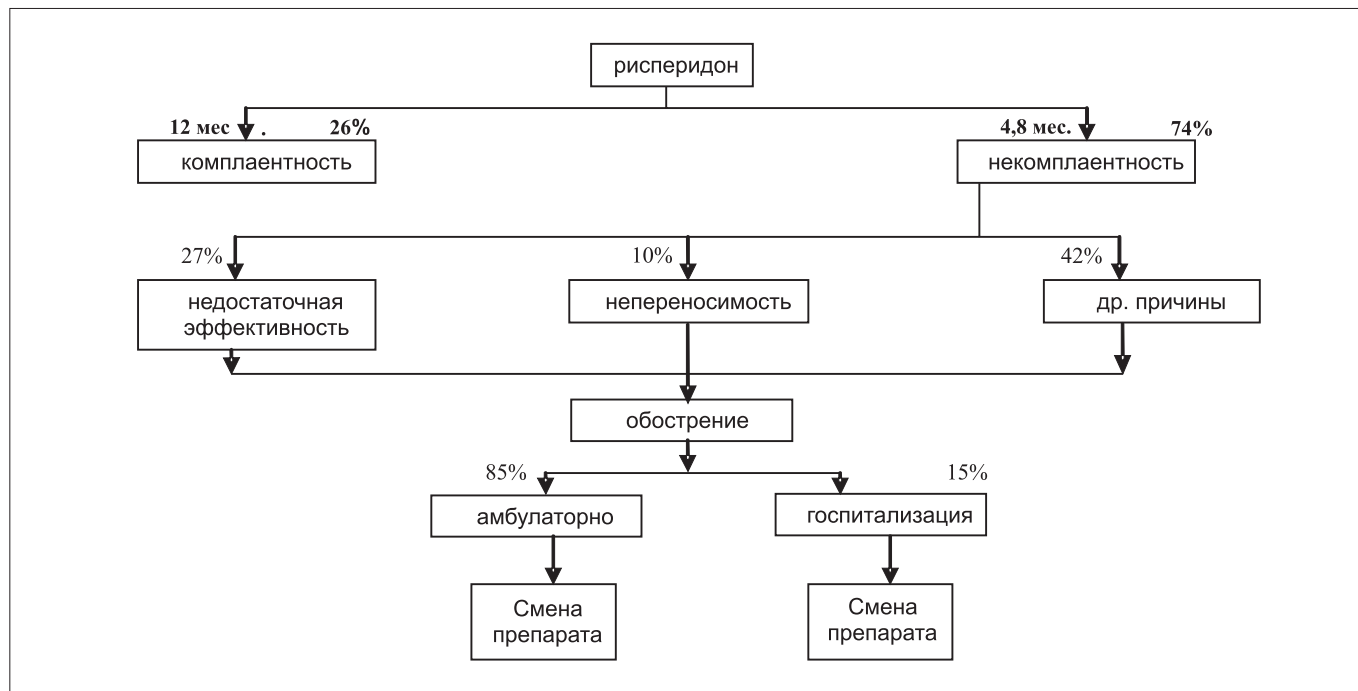 рисперидон
12 мес . 26%
4,8 мес. 74%
комплаентность
некомплаентность
27%
10%
42%
недостаточная
эффективность
непереносимость
др. причины
обострение
85%
15%
амбулаторно
госпитализация
Смена
препарата
Смена
препарата